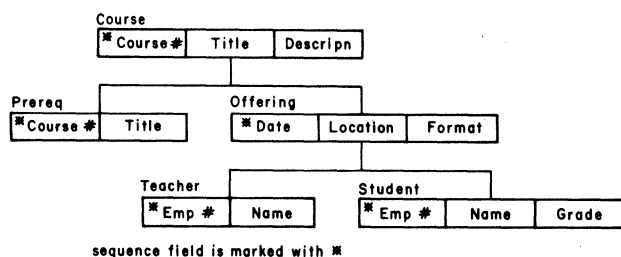 Course
※ Course # Title Descripn
Prereq Offering
※ Course # Title ※ Date Location Format
Teacher Student
※ Emp # Name ※ Emp # Name Grade
sequence field is marked with ※